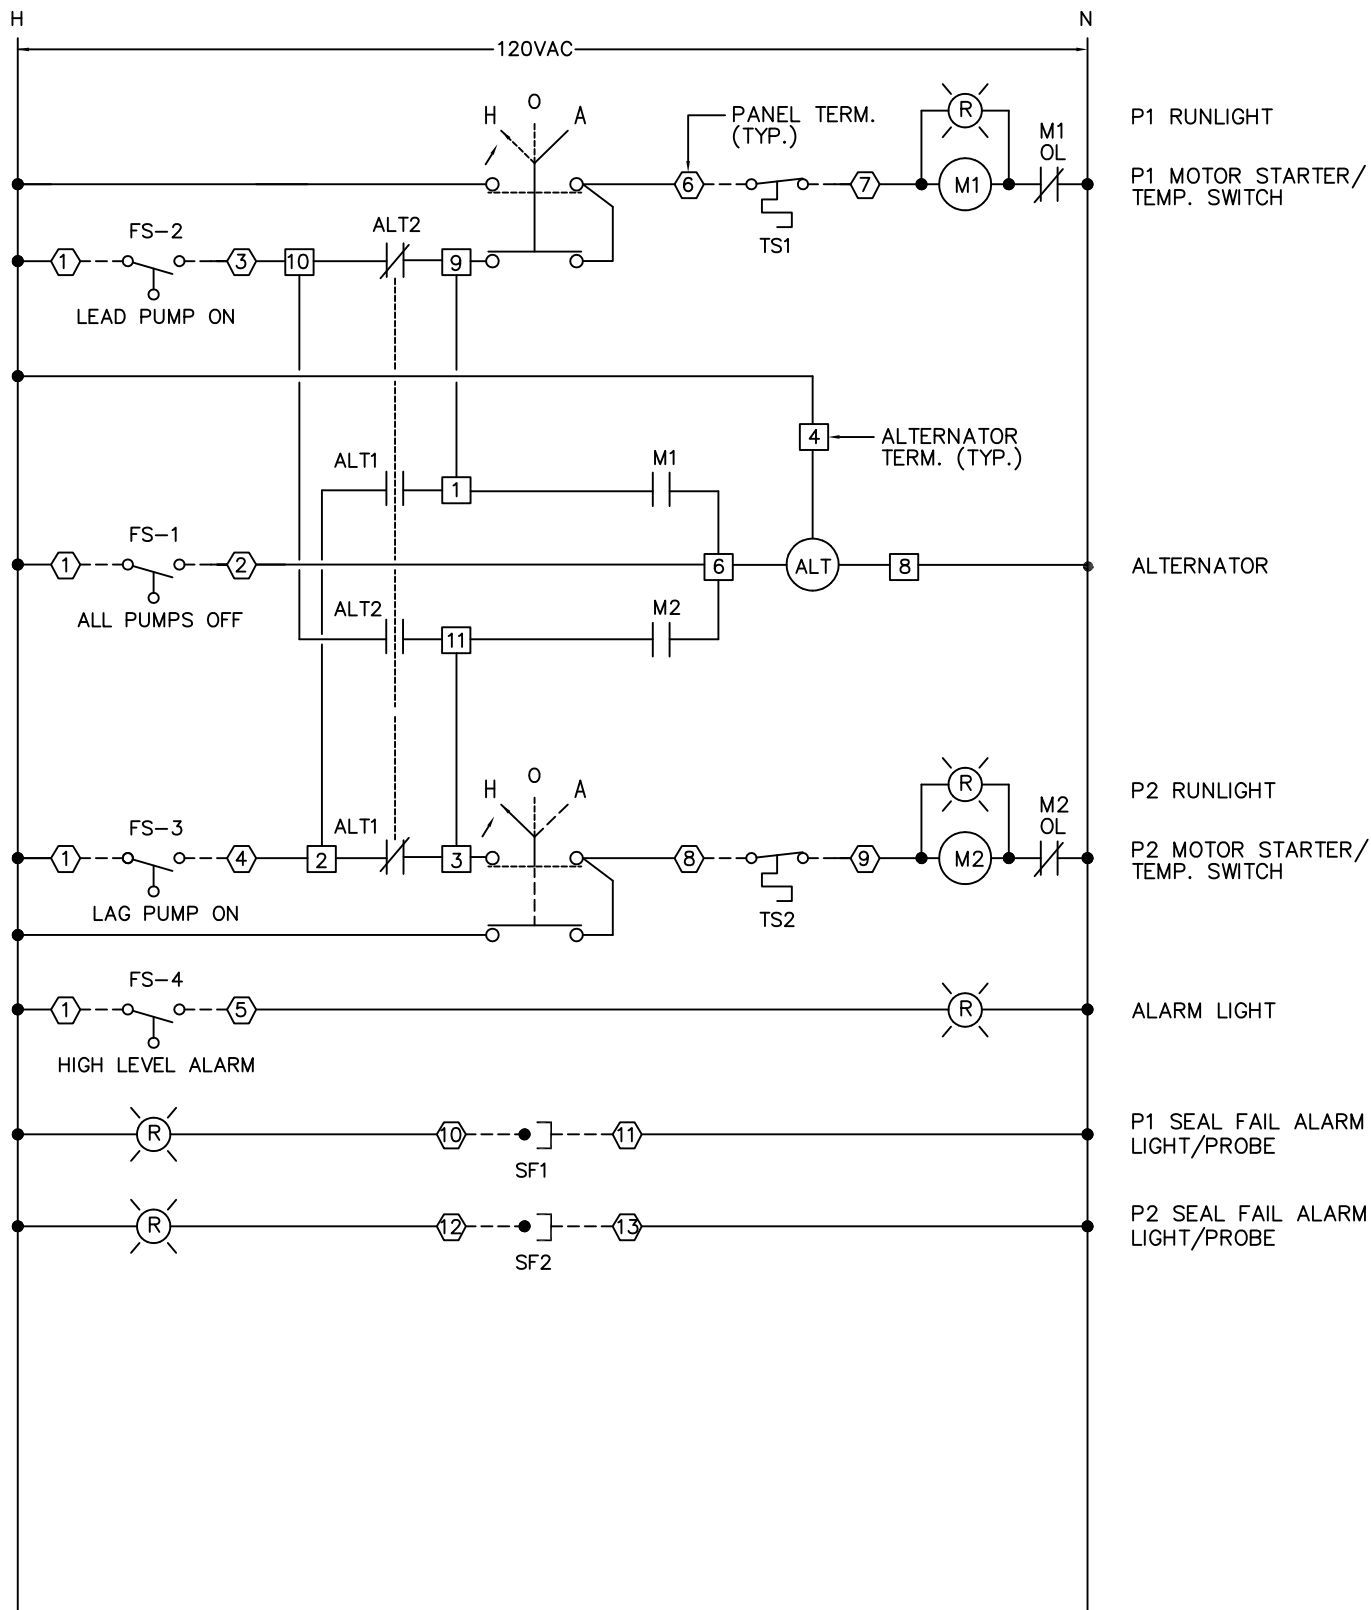 H
N
120VAC
H O A
PANEL TERM.
(TYP.)
R
M1
OL
P1 RUNLIGHT
6
7
M1
TS1
P1 MOTOR STARTER/
TEMP. SWITCH
FS-2
ALT2
1
3
10
9
LEAD PUMP ON
4
ALTERNATOR
TERM. (TYP.)
ALT1
M1
1
FS-1
1
2
6
ALT
8
ALTERNATOR
ALL PUMPS OFF
ALT2
M2
11
H O A
R
M2
OL
P2 RUNLIGHT
FS-3
ALT1
1
4
2
3
8
9
M2
TS2
P2 MOTOR STARTER/
TEMP. SWITCH
LAG PUMP ON
FS-4
1
5
R
ALARM LIGHT
HIGH LEVEL ALARM
R
10
11
SF1
P1 SEAL FAIL ALARM
LIGHT/PROBE
R
12
13
SF2
P2 SEAL FAIL ALARM
LIGHT/PROBE